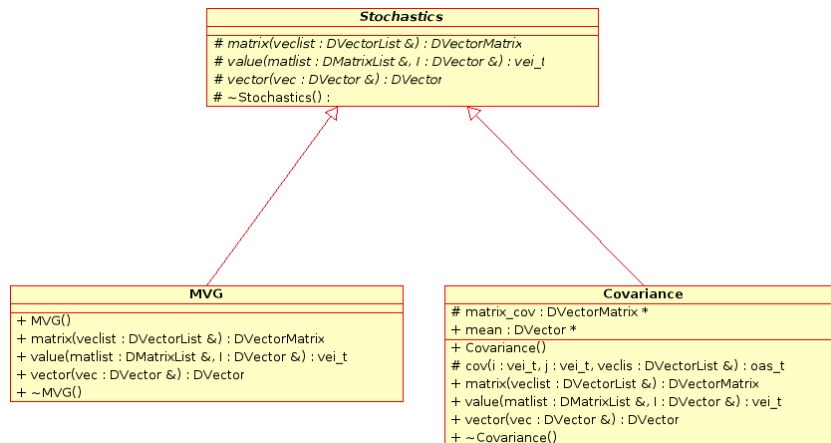 Stochastics
# matrix(veclist : DVectorList &) : DVectorMatrix
# value(matlist : DMatrixList &, I : DVector &) : vei_t
# vector(vec : DVector &) : DVector
# ~Stochastics() :
MVG
+ MVG()
+ matrix(veclist : DVectorList &) : DVectorMatrix
+ value(matlist : DMatrixList &, I : DVector &) : vei_t
+ vector(vec : DVector &) : DVector
+ ~MVG()
Covariance
# matrix_cov : DVectorMatrix *
+ mean : DVector *
+ Covariance()
# cov(i : vei_t, j : vei_t, veclis : DVectorList &) : oas_t
+ matrix(veclist : DVectorList &) : DVectorMatrix
+ value(matlist : DMatrixList &, I : DVector &) : vei_t
+ vector(vec : DVector &) : DVector
+ ~Covariance()